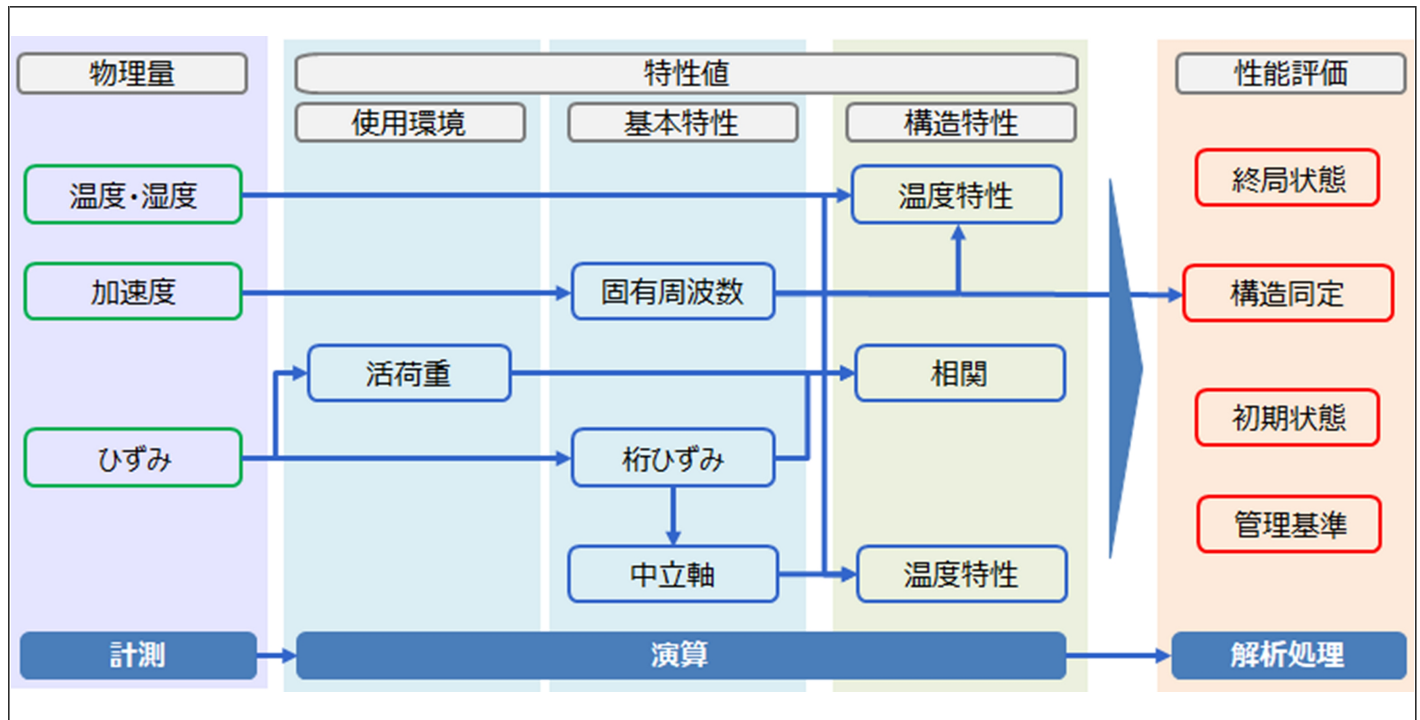 物理量
特性値
性能評価
使用環境
基本特性
構造特性
温度・湿度
温度特性
終局状態
加速度
固有周波数
構造同定
活荷重
相関
初期状態
ひずみ
桁ひずみ
管理基準
中立軸
温度特性
計測
演算
解析処理